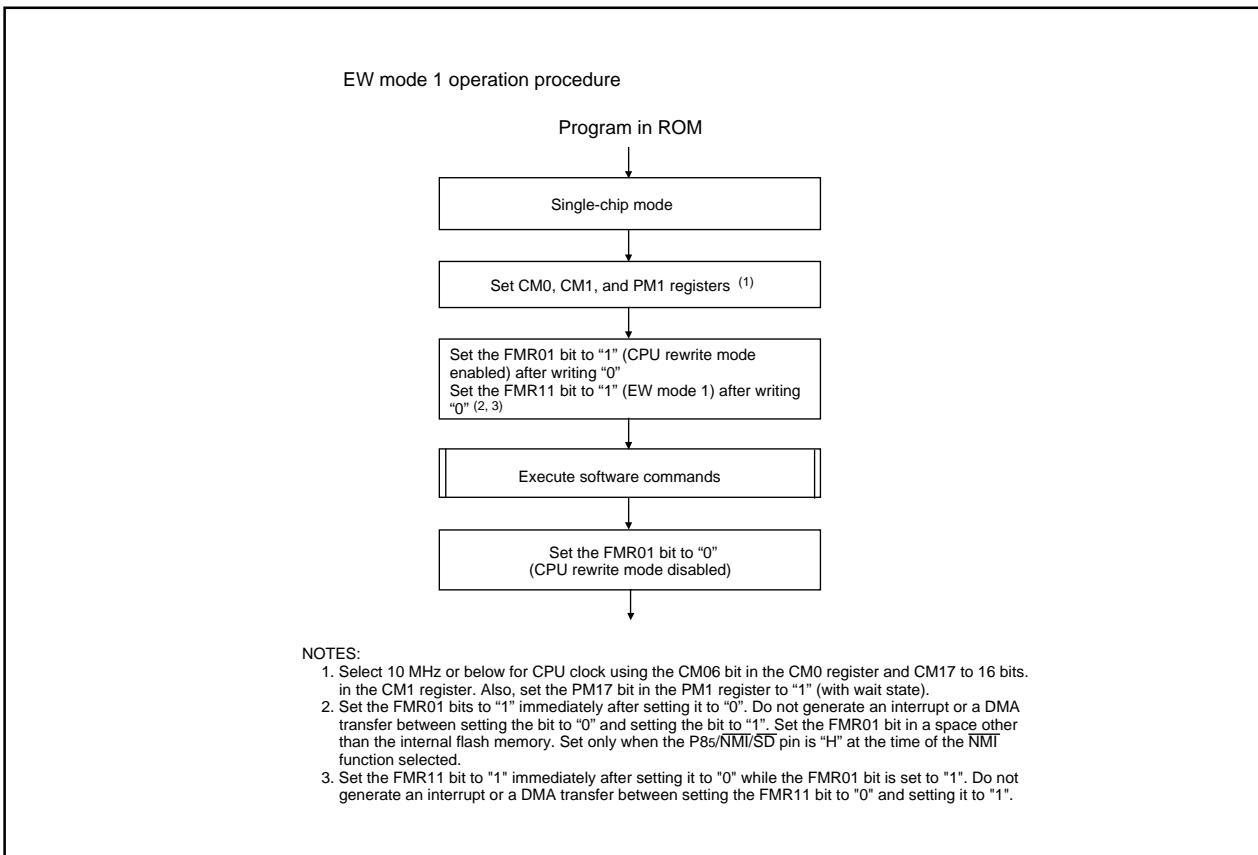 EW mode 1 operation procedure
Program in ROM
Single-chip mode
Set CM0, CM1, and PM1 registers (1)
Set the FMR01 bit to “1” (CPU rewrite mode
enabled) after writing “0”
Set the FMR11 bit to “1” (EW mode 1) after writing
“0” (2, 3)
Execute software commands
Set the FMR01 bit to “0”
(CPU rewrite mode disabled)
NOTES:
1. Select 10 MHz or below for CPU clock using the CM06 bit in the CM0 register and CM17 to 16 bits.
in the CM1 register. Also, set the PM17 bit in the PM1 register to “1” (with wait state).
2. Set the FMR01 bits to “1” immediately after setting it to “0”. Do not generate an interrupt or a DMA
transfer between setting the bit to “0” and setting the bit to “1”. Set the FMR01 bit in a space other
than the internal flash memory. Set only when the P85/NMI/SD pin is “H” at the time of the NMI
function selected.
3. Set the FMR11 bit to "1" immediately after setting it to "0" while the FMR01 bit is set to "1". Do not
generate an interrupt or a DMA transfer between setting the FMR11 bit to "0" and setting it to "1".